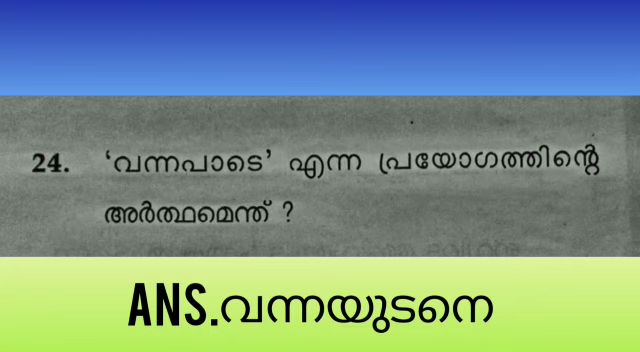 24. ‘വന്നപാടെ’ എന്ന പ്രയോഗത്തിന്റെ
അർത്ഥമെന്ത് ?
ANS.വന്നയുടനെ